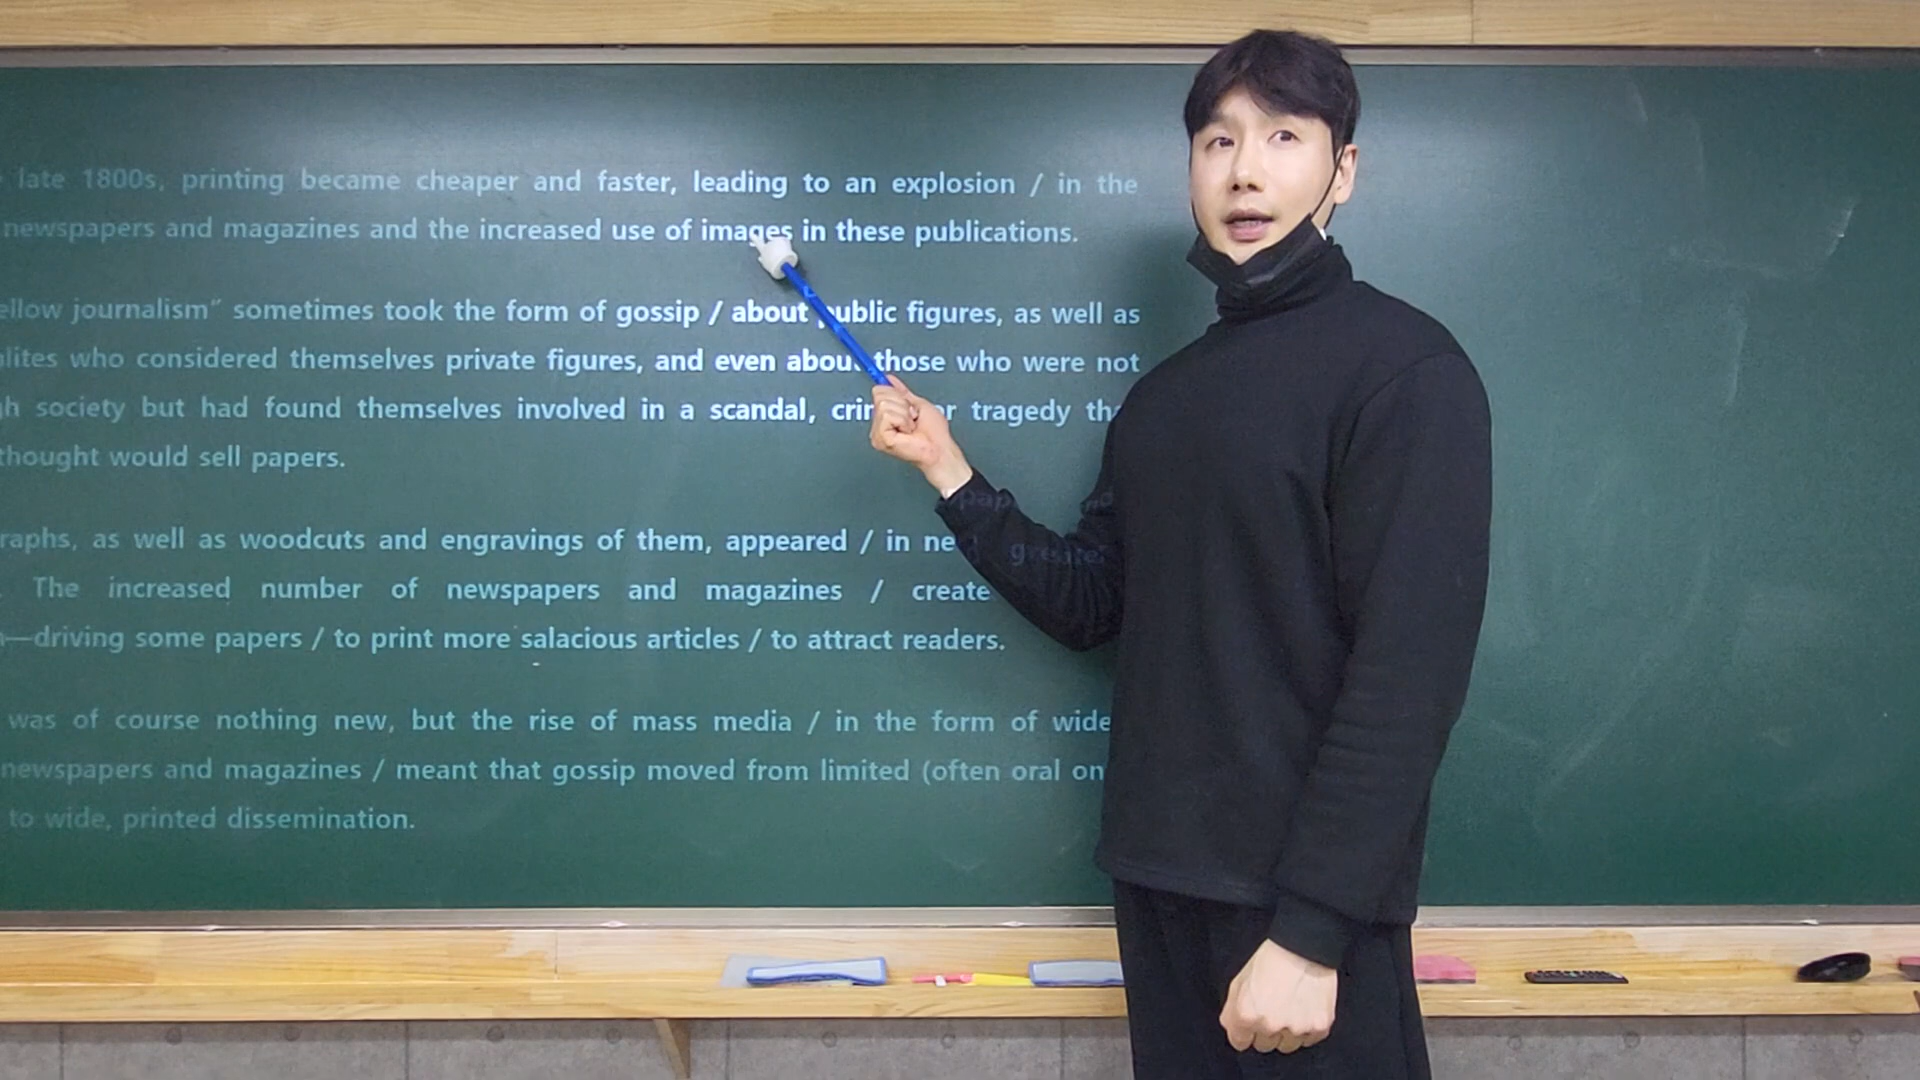 late 1800s, printing became cheaper and faster, leading to an explosion / in the
newspapers and magazines and the increased use of images in these publications.
journalism” sometimes took the form of gossip / about public figures, as well as
who considered themselves private figures, and even about those who were not
society but had found themselves involved in a scandal, or tragedy
thought would sell papers.
as well as woodcuts and engravings of them, appeared / in
The increased number of newspapers and magazines / create
—driving some papers / to print more salacious articles / to attract readers.
was of course nothing new, but the rise of mass media / in the form of
newspapers and magazines / meant that gossip moved from limited (often oral
to wide, printed dissemination.